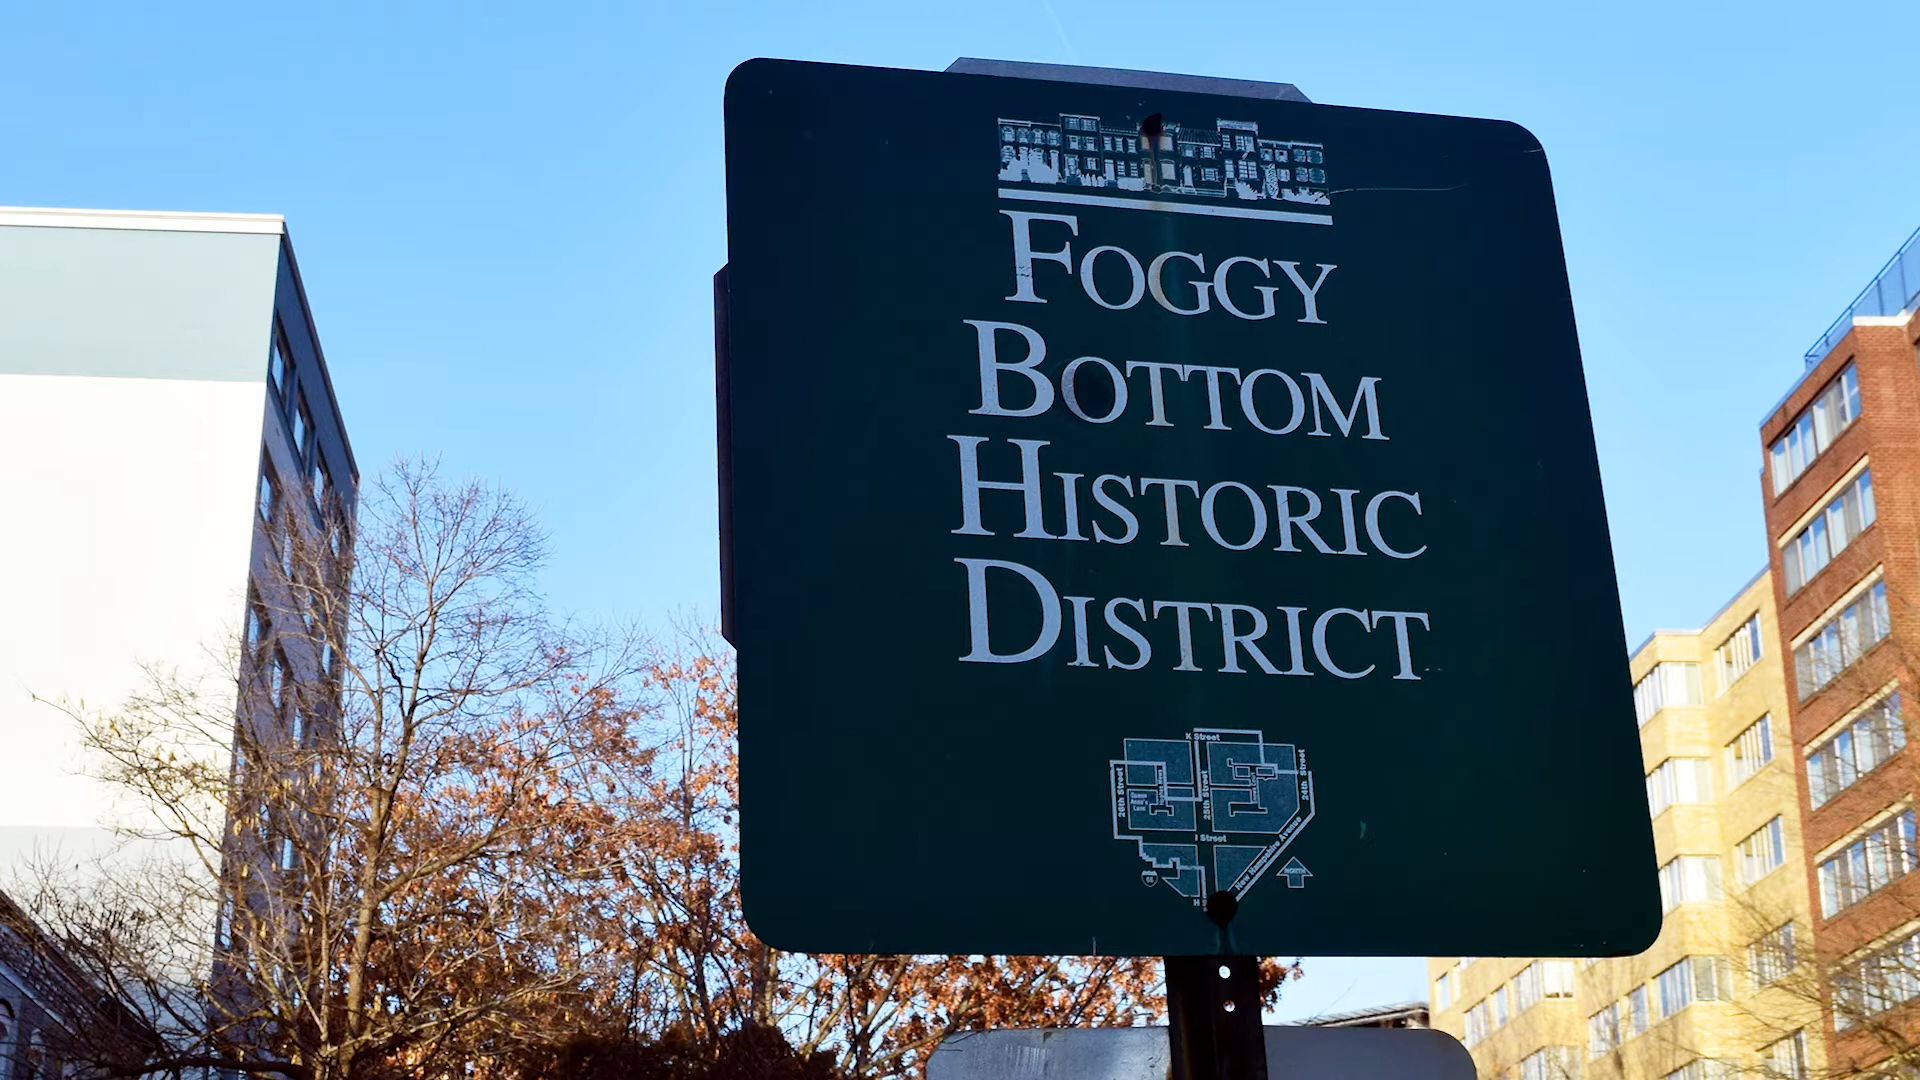 FOGGY
BOTTOM
HISTORIC
DISTRICT
K Street
26th Street
25th Street
24th Street
Queen
Anne's
Lane
I Street
New Hampshire Avenue
66
NORTH
H